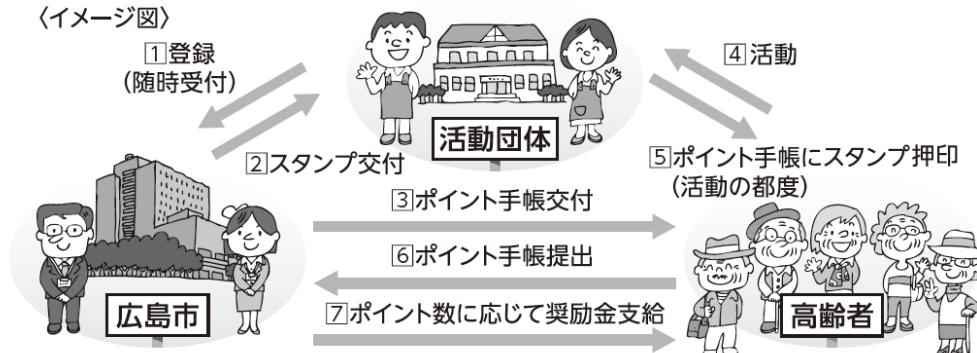 〈イメージ図〉
1登録
(随時受付)
4活動
活動団体
2スタンプ交付
5ポイント手帳にスタンプ押印
(活動の都度)
3ポイント手帳交付
6ポイント手帳提出
広島市
7ポイント数に応じて奨励金支給
高齢者